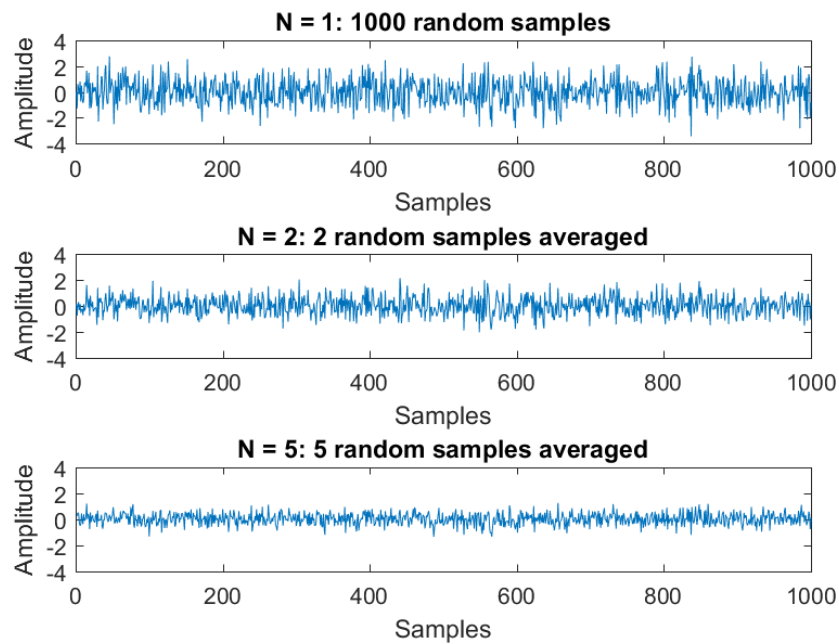 N = 1: 1000 random samples
4
2
0
-2
-4
Amplitude
0 200 400 600 800 1000
Samples
N = 2: 2 random samples averaged
4
2
0
-2
-4
Amplitude
0 200 400 600 800 1000
Samples
N = 5: 5 random samples averaged
4
2
0
-2
-4
Amplitude
0 200 400 600 800 1000
Samples